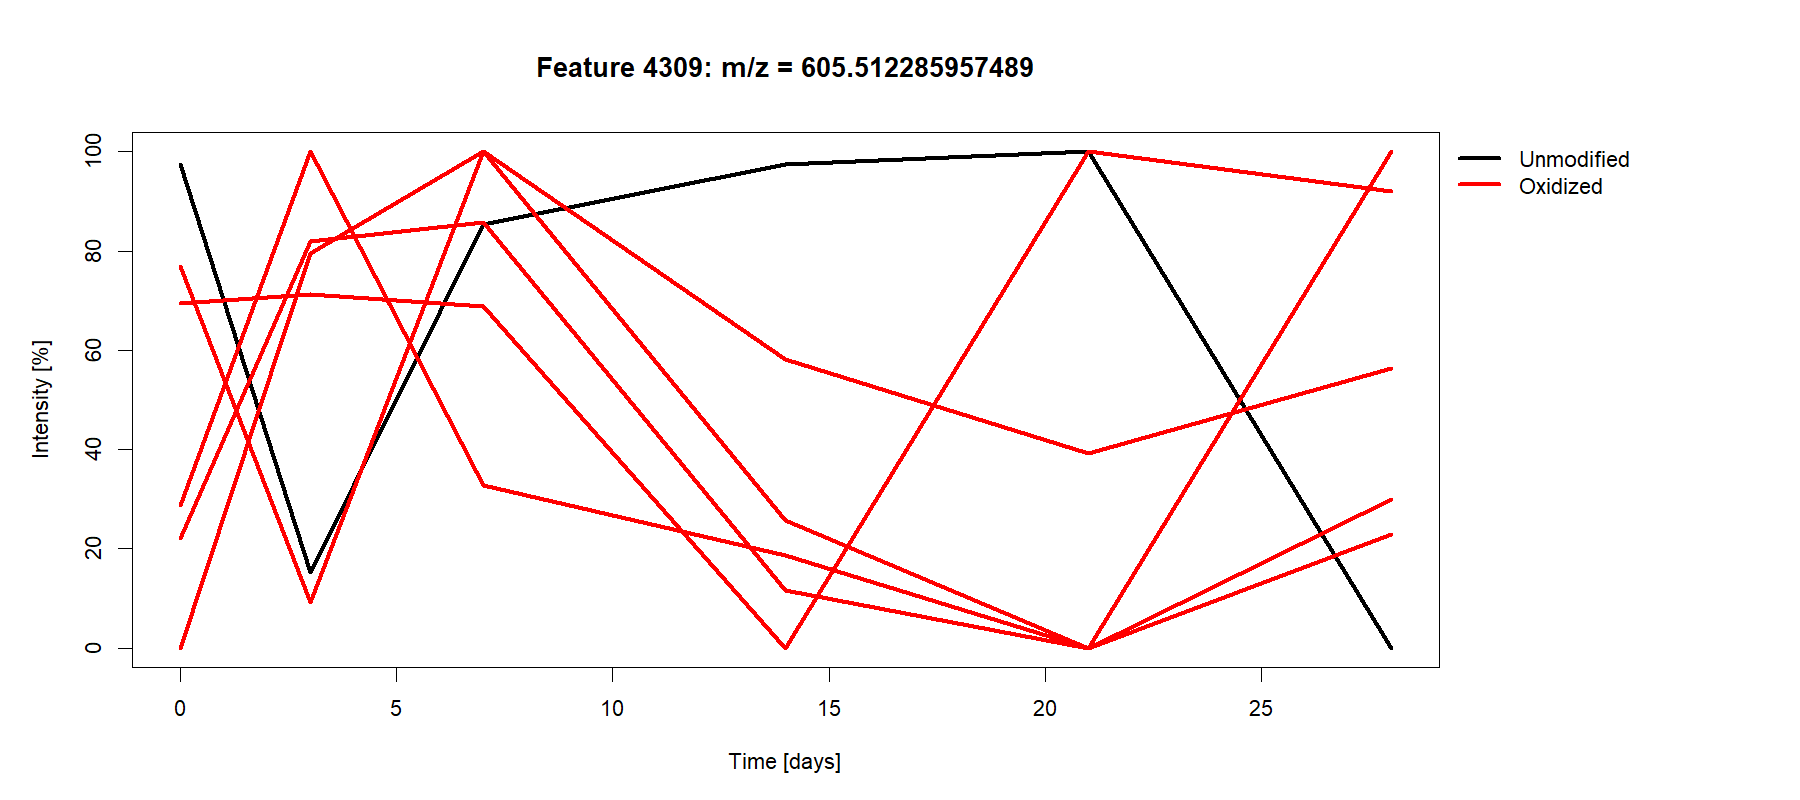 Feature 4309: m/z = 605.512285957489
Unmodified
Oxidized
Intensity [%]
100
80
60
40
20
0
0 5 10 15 20 25
Time [days]